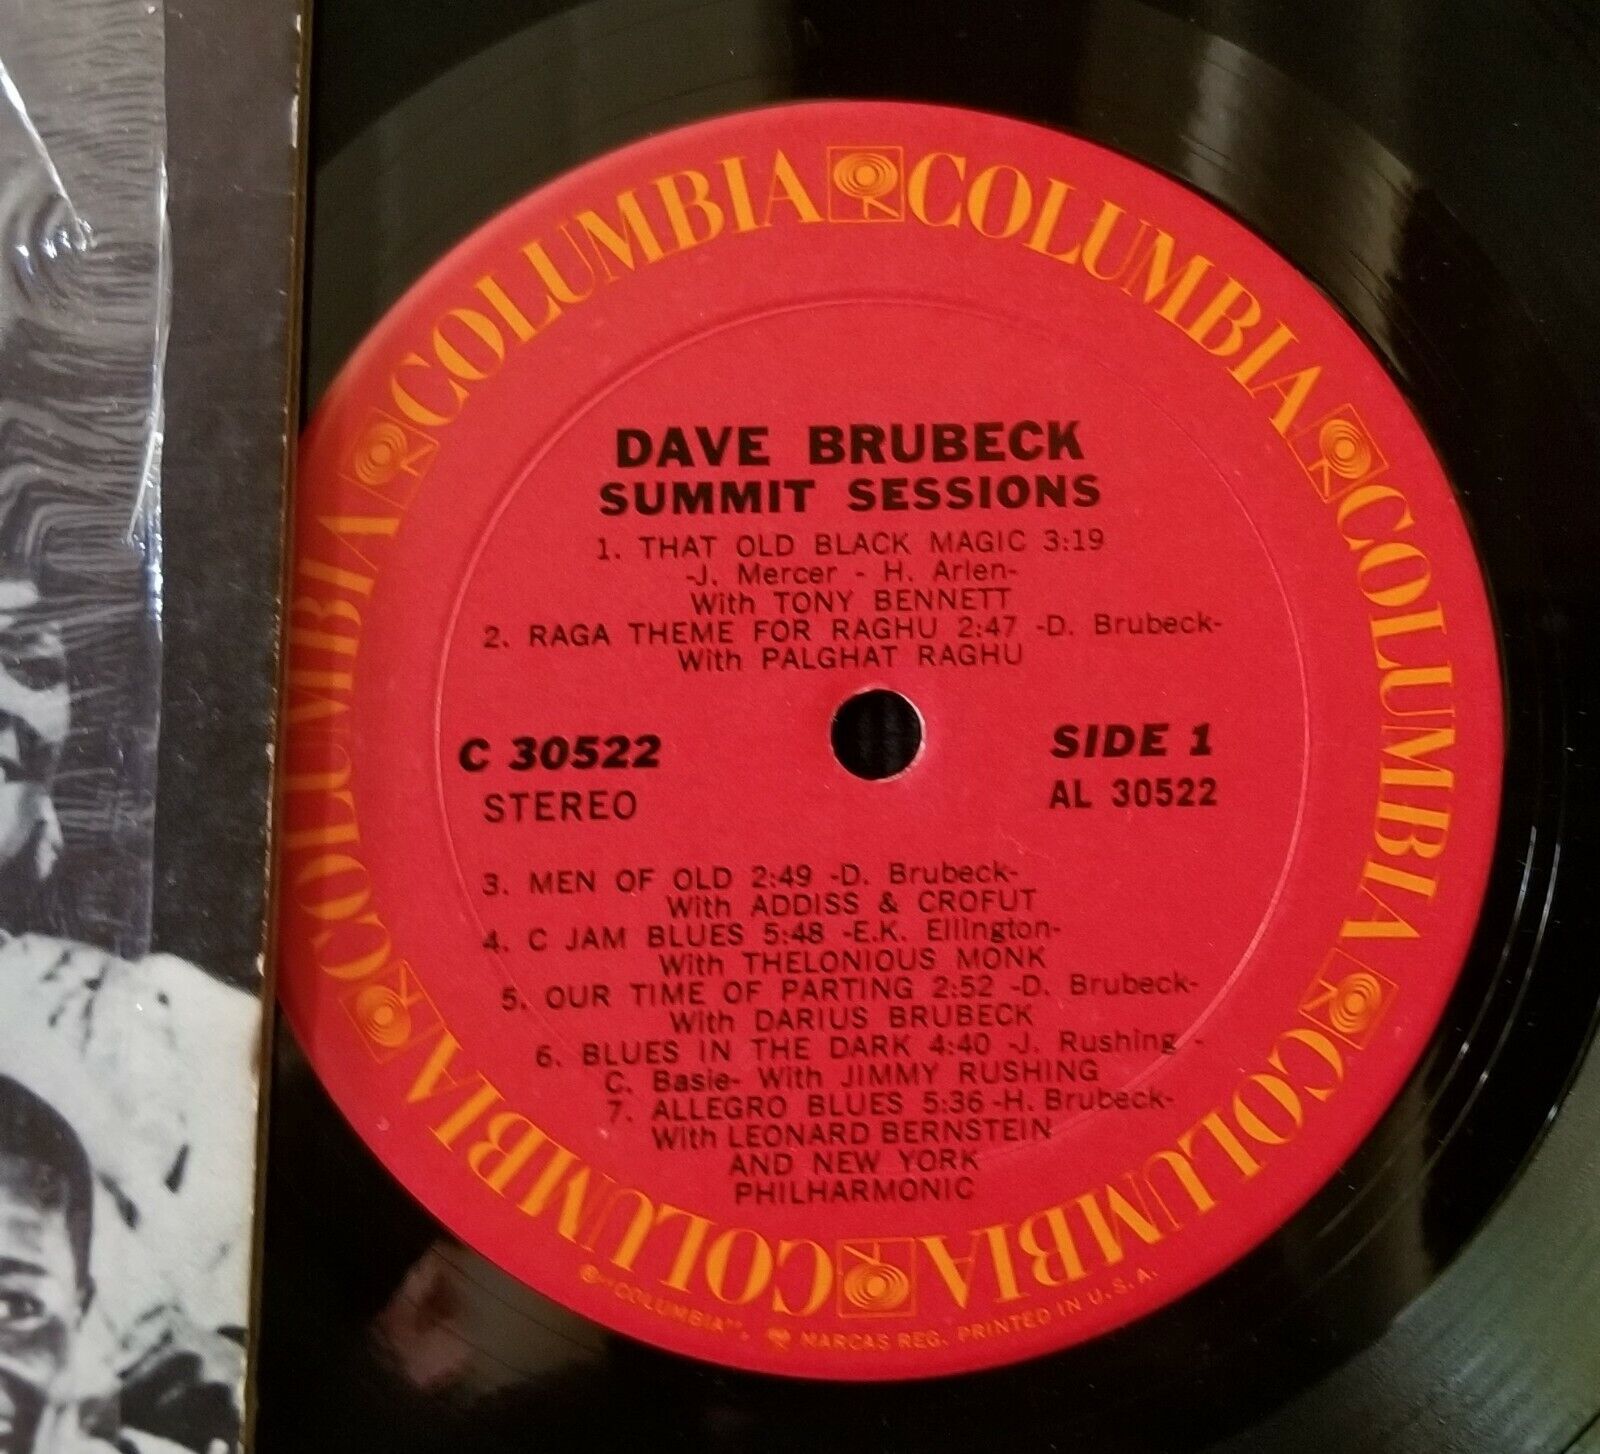 COLUMBIA COLUMBIA COLUMBIA COLUMBIA COLUMBIA COLUMBIA COLUMBIA
DAVE BRUBECK
SUMMIT SESSIONS
1. THAT OLD BLACK MAGIC 3:19
-J. Mercer - H. Arlen-
With TONY BENNETT
2. RAGA THEME FOR RAGHU 2:47 -D. Brubeck-
With PALGHAT RAGHU
C 30522 SIDE 1
STEREO AL 30522
3. MEN OF OLD 2:49 -D. Brubeck-
With ADDISS & CROFUT
4. C JAM BLUES 5:48 -E.K. Ellington-
With THELONIOUS MONK
5. OUR TIME OF PARTING 2:52 -D. Brubeck-
With DARIUS BRUBECK
6. BLUES IN THE DARK 4:40 -J. Rushing -
C. Basie- With JIMMY RUSHING
7. ALLEGRO BLUES 5:36 -H. Brubeck-
With LEONARD BERNSTEIN
AND NEW YORK
PHILHARMONIC
® "COLUMBIA", MARCAS REG. PRINTED IN U.S.A.